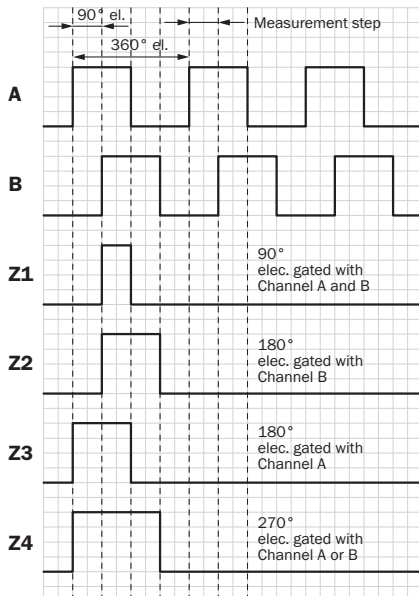 90° el.
Measurement step
360° el.
A
B
Z1
90°
elec. gated with
Channel A and B
Z2
180°
elec. gated with
Channel B
Z3
180°
elec. gated with
Channel A
Z4
270°
elec. gated with
Channel A or B